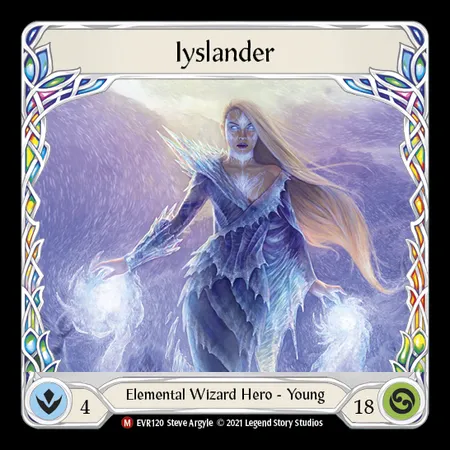 Iyslander
Elemental Wizard Hero - Young
4
18
M EVR120 Steve Argyle © 2021 Legend Story Studios